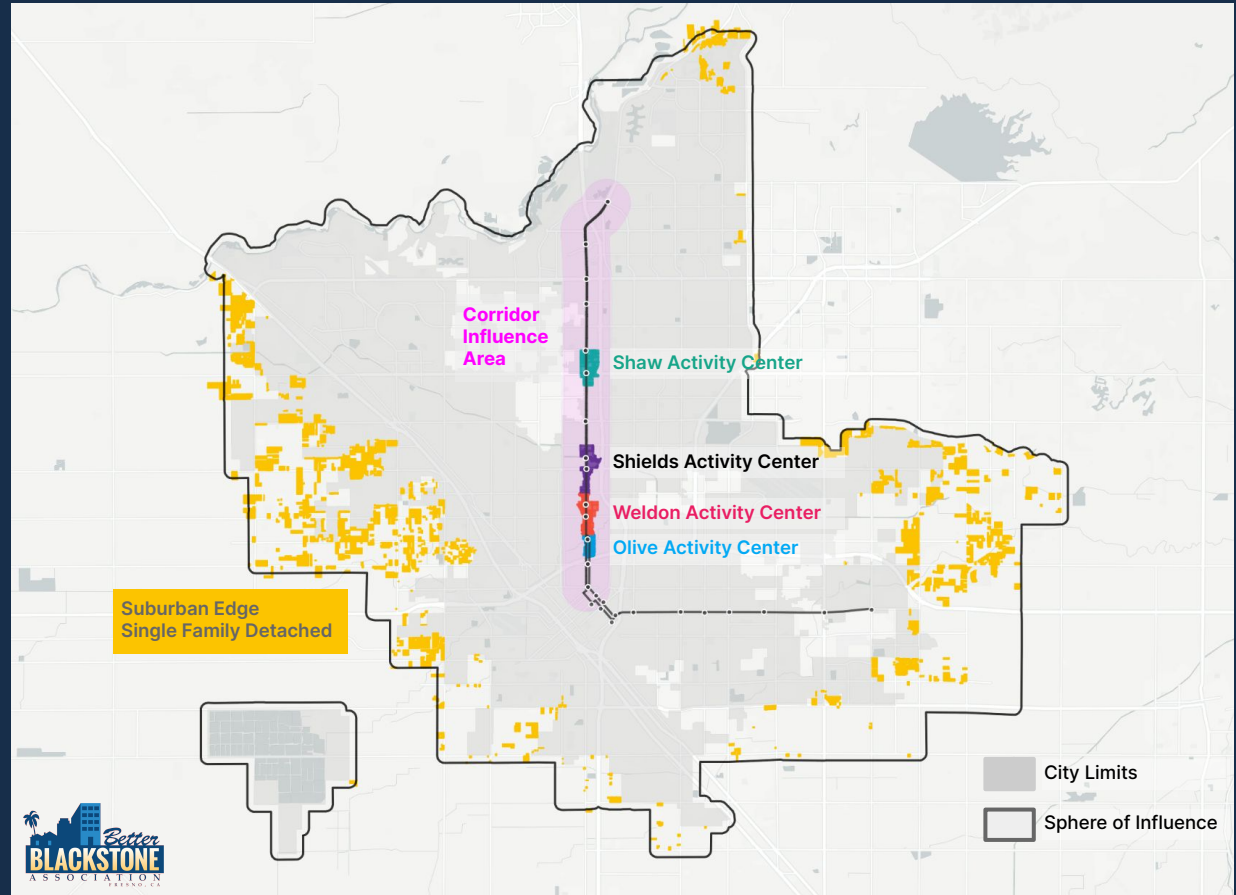 Corridor
Influence
Area
Shaw Activity Center
Shields Activity Center
Weldon Activity Center
Olive Activity Center
Suburban Edge
Single Family Detached
City Limits
Sphere of Influence
Better
BLACKSTONE
ASSOCIATION
FRESNO, CA